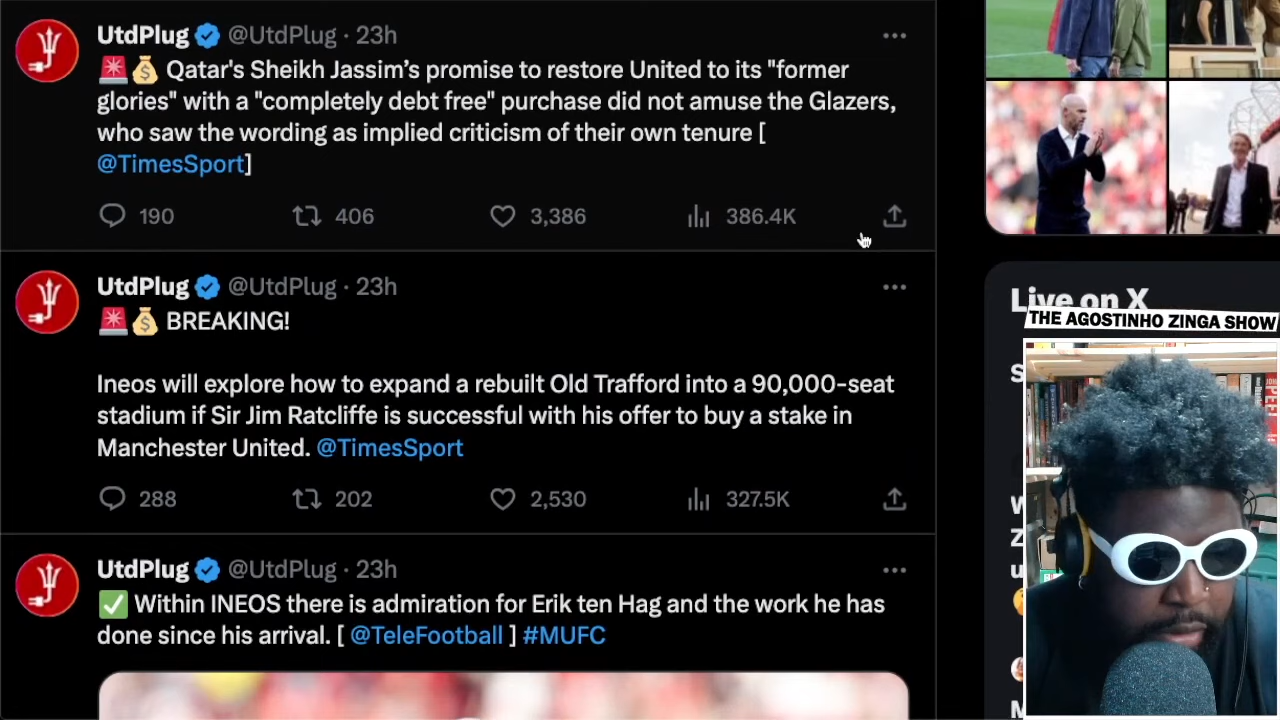 UtdPlug @UtdPlug · 23h
🚨💰 Qatar's Sheikh Jassim’s promise to restore United to its "former
glories" with a "completely debt free" purchase did not amuse the Glazers,
who saw the wording as implied criticism of their own tenure [
@TimesSport]
190 406 3,386 386.4K
UtdPlug @UtdPlug · 23h
🚨💰 BREAKING!
Ineos will explore how to expand a rebuilt Old Trafford into a 90,000-seat
stadium if Sir Jim Ratcliffe is successful with his offer to buy a stake in
Manchester United. @TimesSport
288 202 2,530 327.5K
UtdPlug @UtdPlug · 23h
✅ Within INEOS there is admiration for Erik ten Hag and the work he has
done since his arrival. [ @TeleFootball ] #MUFC
Live on X
THE AGOSTINHO ZINGA SHOW